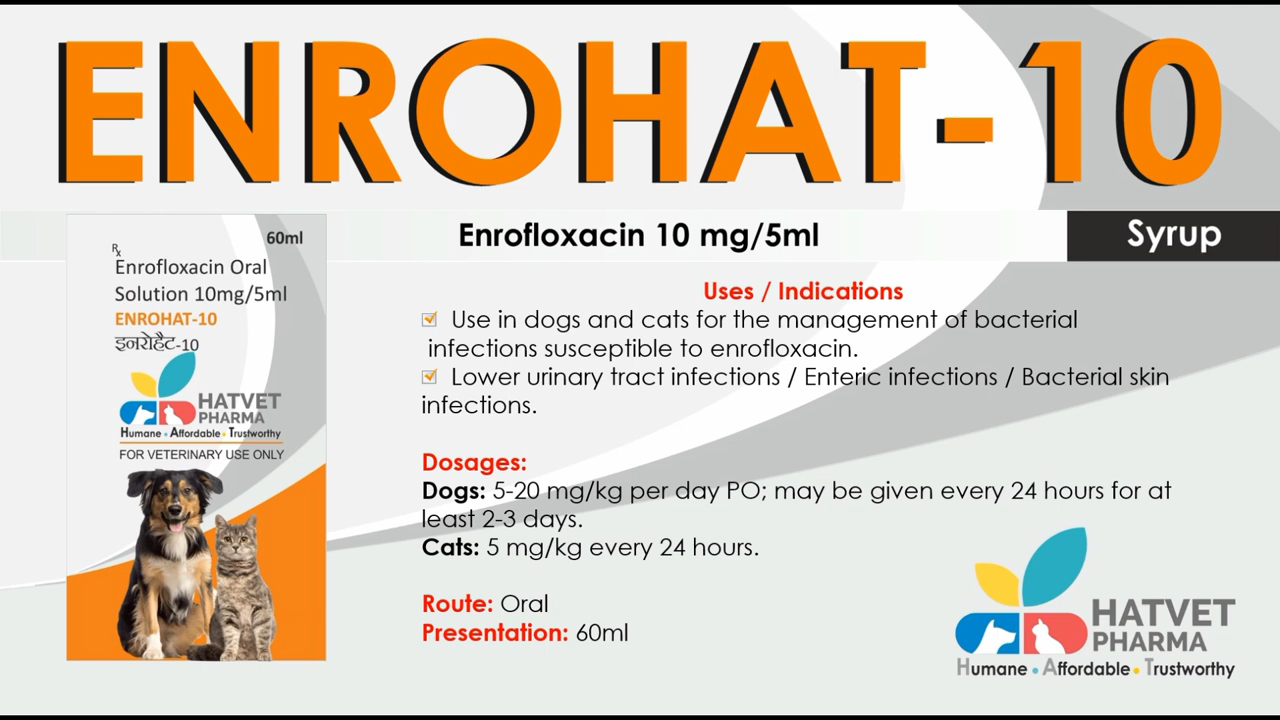 ENROHAT-10
Enrofloxacin 10 mg/5ml
Syrup
60ml
Rx
Enrofloxacin Oral
Solution 10mg/5ml
ENROHAT-10
इनरोहैट-10
HATVET
PHARMA
Humane • Affordable • Trustworthy
FOR VETERINARY USE ONLY
Uses / Indications
Use in dogs and cats for the management of bacterial
infections susceptible to enrofloxacin.
Lower urinary tract infections / Enteric infections / Bacterial skin
infections.
Dosages:
Dogs: 5-20 mg/kg per day PO; may be given every 24 hours for at
least 2-3 days.
Cats: 5 mg/kg every 24 hours.
Route: Oral
Presentation: 60ml
HATVET
PHARMA
Humane • Affordable • Trustworthy